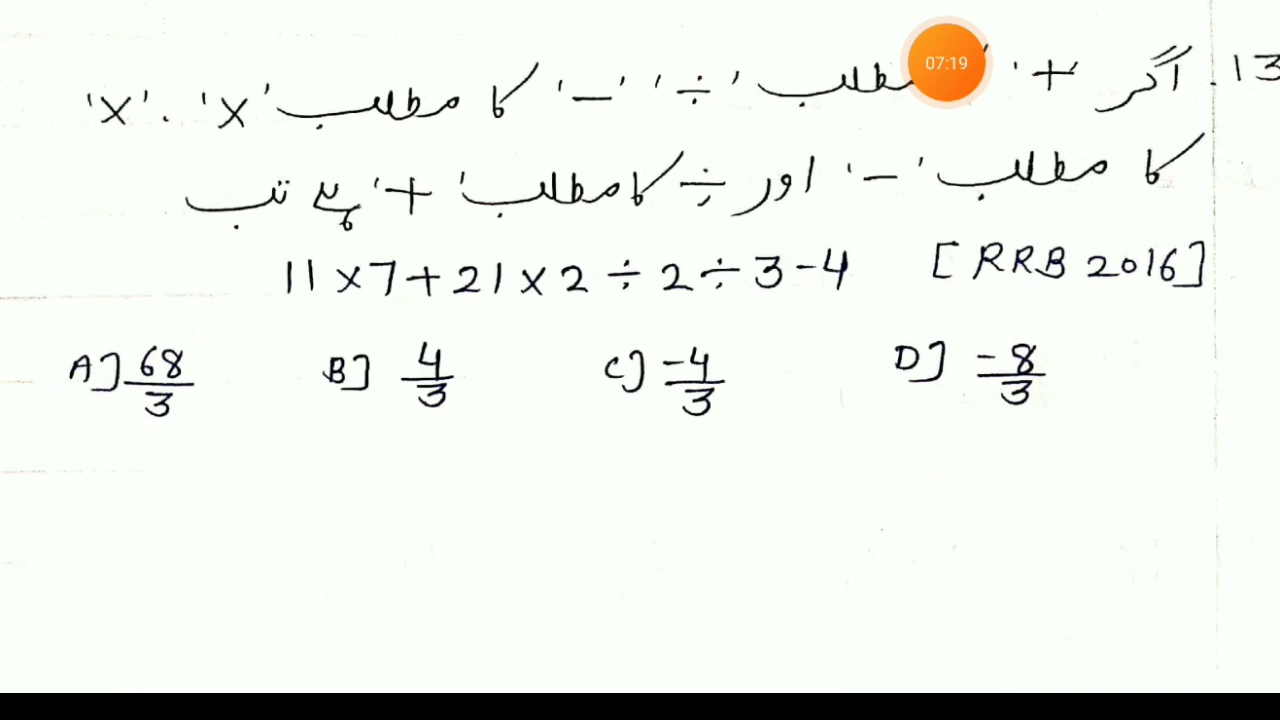 13. اگر '+' مطلب '÷' '−' کا مطلب 'x'. 'x'
کا مطلب '−' اور ÷ کا مطلب '+' ہے تب
11 x 7 + 21 x 2 ÷ 2 ÷ 3 - 4 [RRB 2016]
A] 68/3 B] 4/3 C] -4/3 D] -8/3
07:19